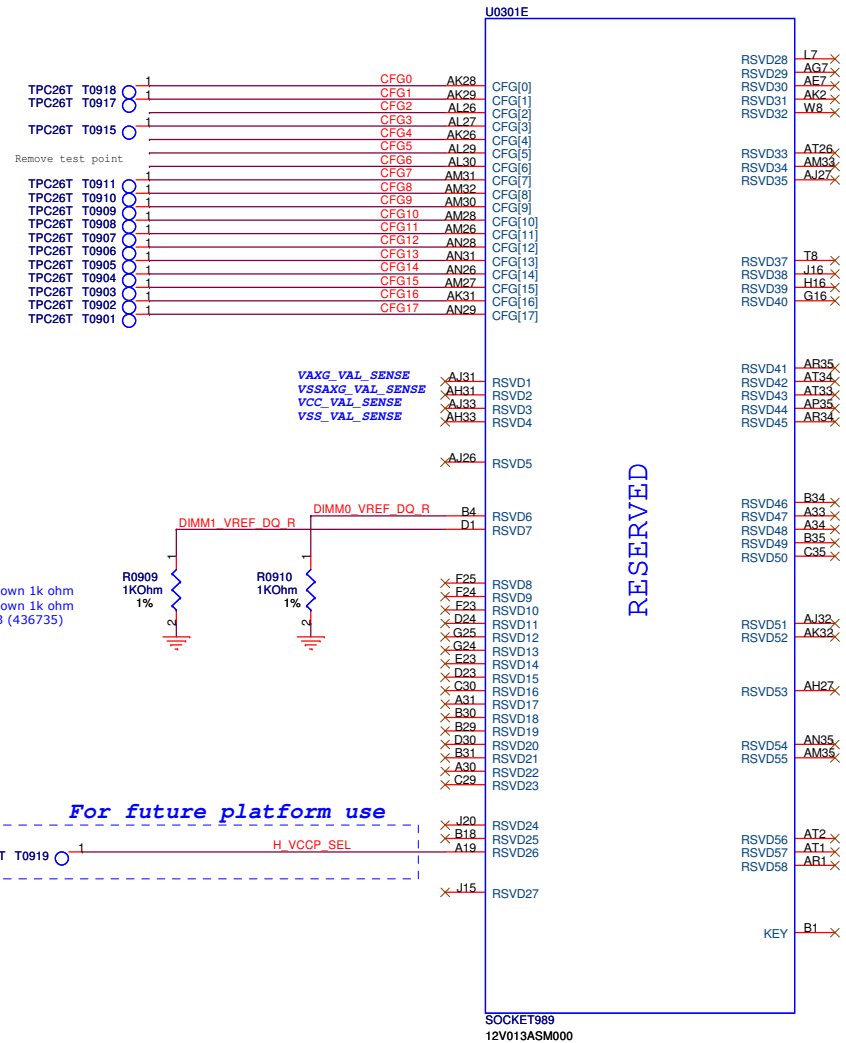 U0301E
TPC26T T0918 1 CFG0 AK28 CFG[0]
TPC26T T0917 CFG1 AK29 CFG[1]
CFG2 AL26 CFG[2]
TPC26T T0915 1 CFG3 AL27 CFG[3]
CFG4 AK26 CFG[4]
Remove test point
CFG5 AL29 CFG[5]
CFG6 AL30 CFG[6]
TPC26T T0911 1 CFG7 AM31 CFG[7]
TPC26T T0910 1 CFG8 AM32 CFG[8]
TPC26T T0909 1 CFG9 AM30 CFG[9]
TPC26T T0908 1 CFG10 AM28 CFG[10]
TPC26T T0907 1 CFG11 AM26 CFG[11]
TPC26T T0906 1 CFG12 AN28 CFG[12]
TPC26T T0905 1 CFG13 AN31 CFG[13]
TPC26T T0904 1 CFG14 AN26 CFG[14]
TPC26T T0903 1 CFG15 AM27 CFG[15]
TPC26T T0902 1 CFG16 AK31 CFG[16]
TPC26T T0901 1 CFG17 AN29 CFG[17]
VAXG_VAL_SENSE AJ31 RSVD1
VSSAXG_VAL_SENSE AH31 RSVD2
VCC_VAL_SENSE AJ33 RSVD3
VSS_VAL_SENSE AH33 RSVD4
AJ26 RSVD5
DIMM0_VREF_DQ_R B4 RSVD6
DIMM1_VREF_DQ_R D1 RSVD7
1 1
R0909 R0910
1KOhm 1KOhm
1% 1%
2 2
own 1k ohm
own 1k ohm
(436735)
F25 RSVD8
F24 RSVD9
F23 RSVD10
D24 RSVD11
G25 RSVD12
G24 RSVD13
E23 RSVD14
D23 RSVD15
C30 RSVD16
A31 RSVD17
B30 RSVD18
B29 RSVD19
D30 RSVD20
B31 RSVD21
A30 RSVD22
C29 RSVD23
For future platform use
J20 RSVD24
B18 RSVD25
T T0919 1 H_VCCP_SEL A19 RSVD26
J15 RSVD27
RESERVED
RSVD28 L7
RSVD29 AG7
RSVD30 AE7
RSVD31 AK2
RSVD32 W8
RSVD33 AT26
RSVD34 AM33
RSVD35 AJ27
RSVD37 T8
RSVD38 J16
RSVD39 H16
RSVD40 G16
RSVD41 AR35
RSVD42 AT34
RSVD43 AT33
RSVD44 AP35
RSVD45 AR34
RSVD46 B34
RSVD47 A33
RSVD48 A34
RSVD49 B35
RSVD50 C35
RSVD51 AJ32
RSVD52 AK32
RSVD53 AH27
RSVD54 AN35
RSVD55 AM35
RSVD56 AT2
RSVD57 AT1
RSVD58 AR1
KEY B1
SOCKET989
12V013ASM000